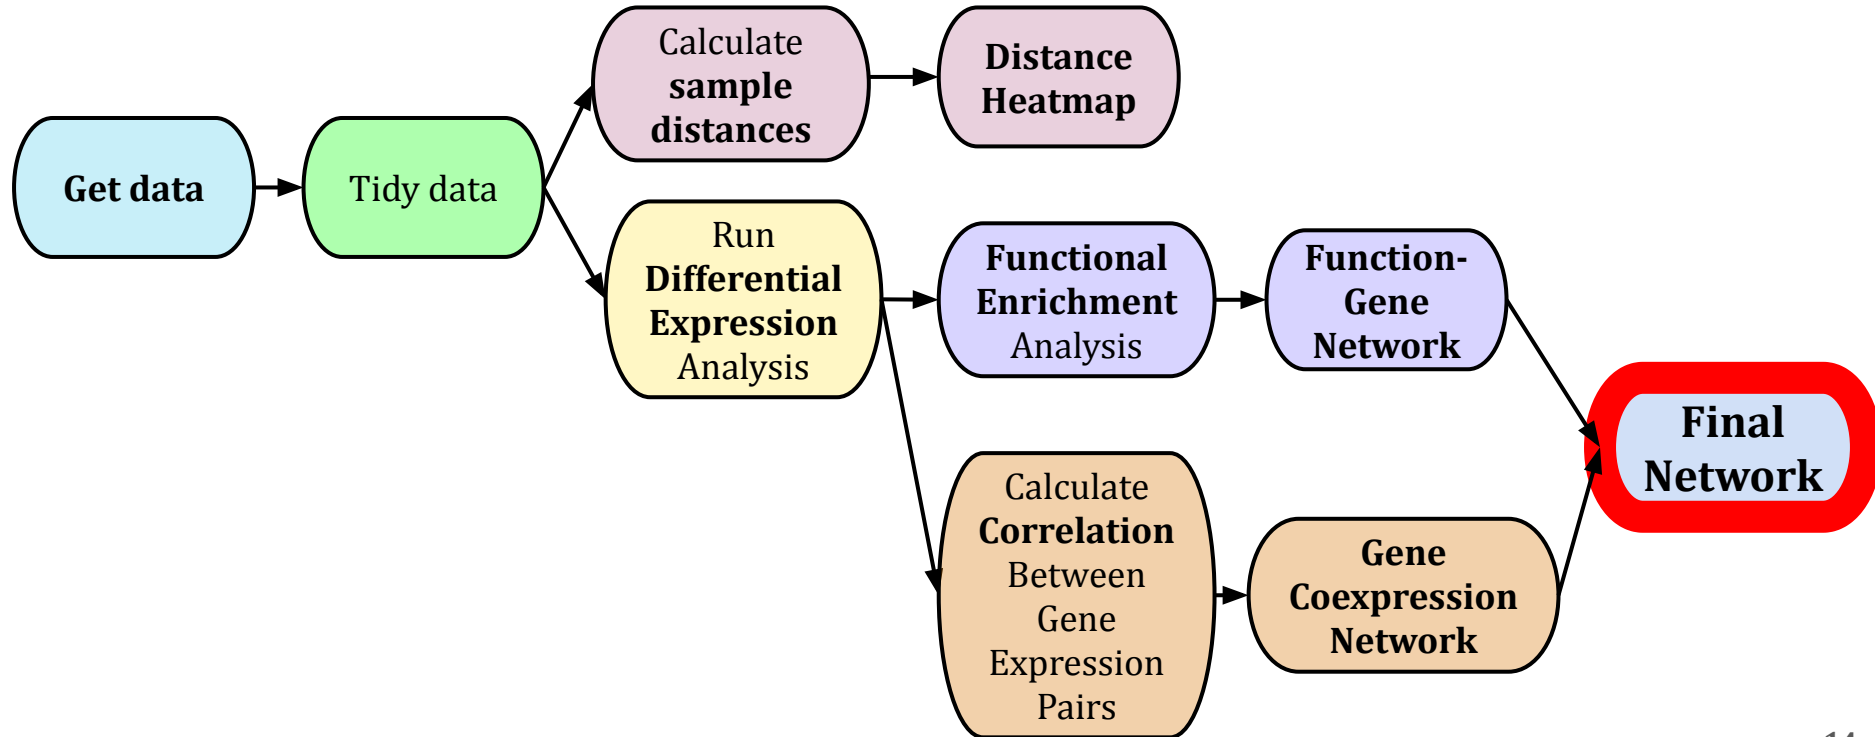 Calculate
sample
distances
Distance
Heatmap
Get data
Tidy data
Run
Differential
Expression
Analysis
Functional
Enrichment
Analysis
Function-
Gene
Network
Final
Network
Calculate
Correlation
Between
Gene
Expression
Pairs
Gene
Coexpression
Network